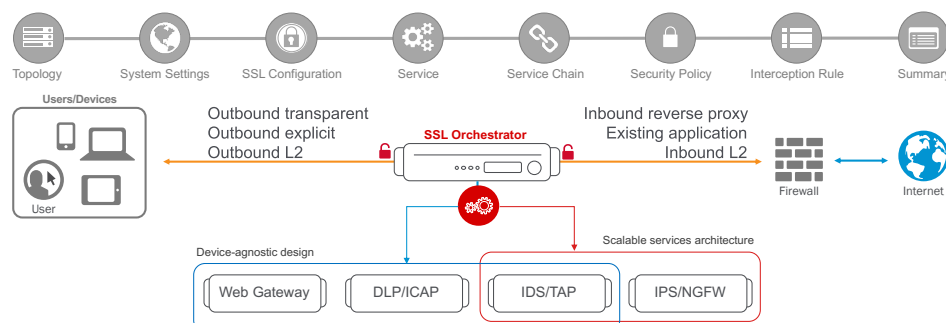 Topology
System Settings
SSL Configuration
Service
Service Chain
Security Policy
Interception Rule
Summary
Users/Devices
User
Outbound transparent
Outbound explicit
Outbound L2
SSL Orchestrator
Inbound reverse proxy
Existing application
Inbound L2
Firewall
Internet
Device-agnostic design
Scalable services architecture
Web Gateway
DLP/ICAP
IDS/TAP
IPS/NGFW